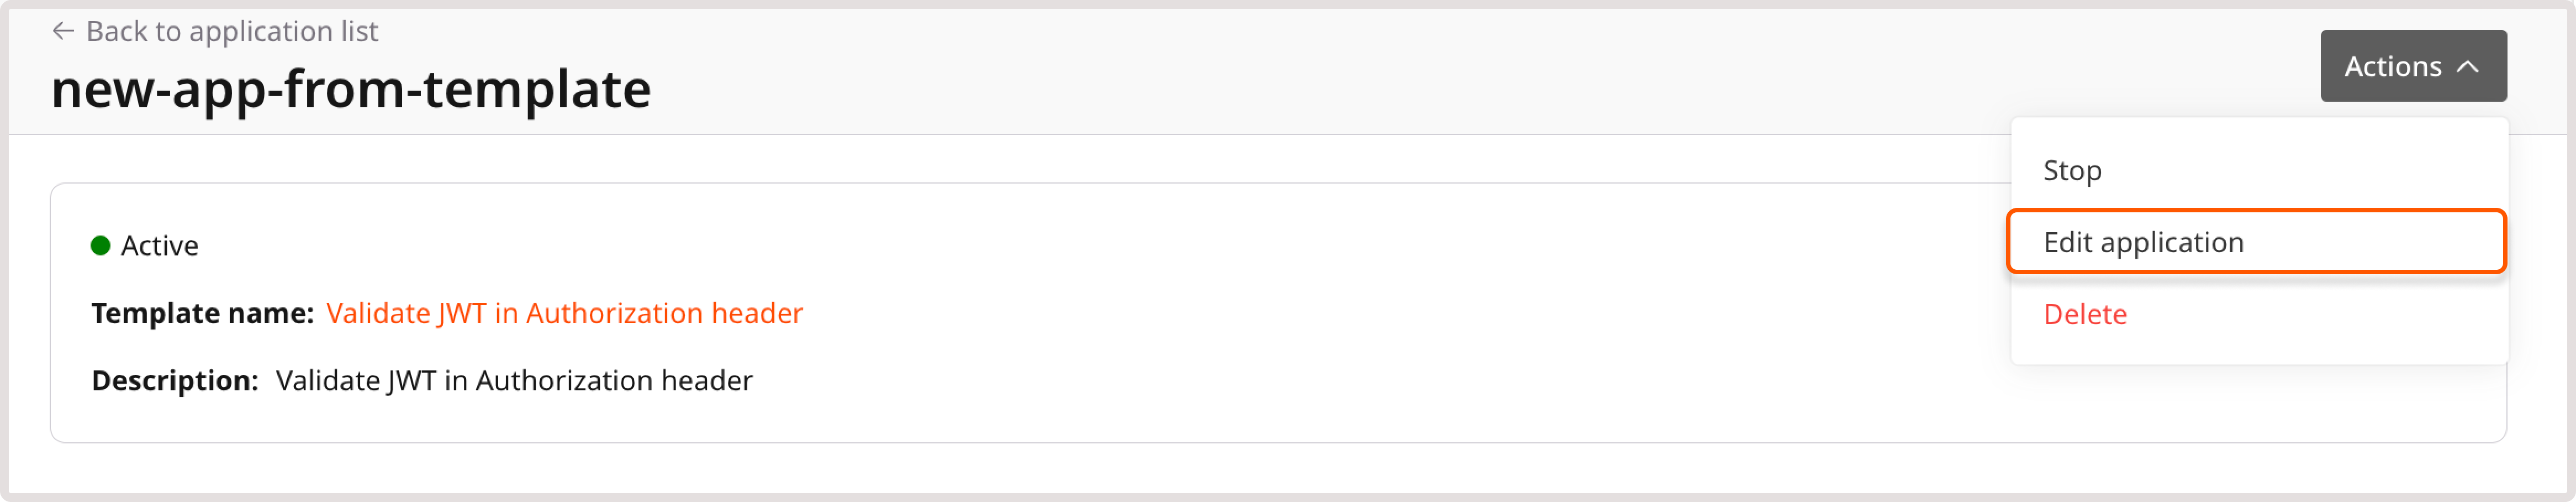 Back to application list
new-app-from-template
Actions
Stop
Edit application
Delete
Active
Template name: Validate JWT in Authorization header
Description: Validate JWT in Authorization header